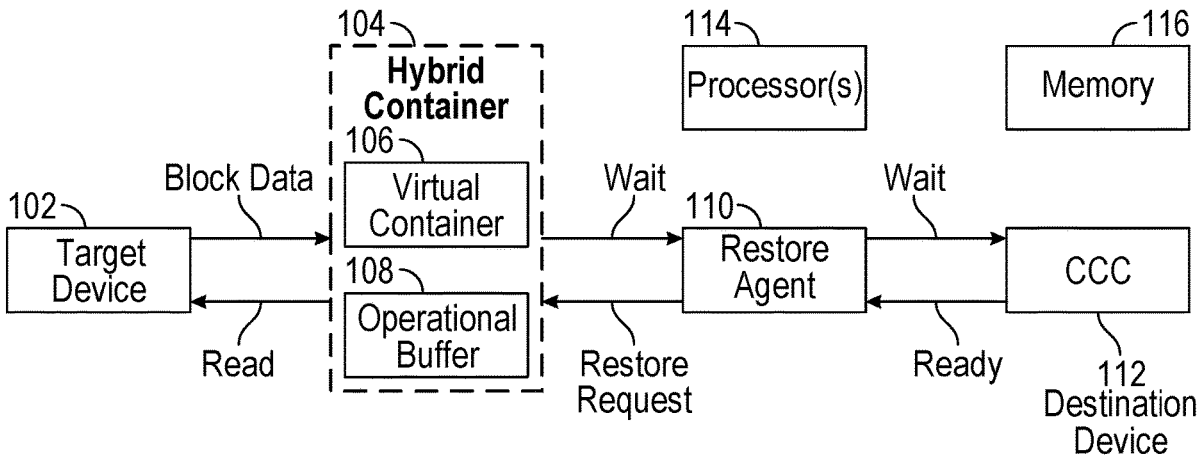 104
Hybrid
Container
114
Processor(s)
116
Memory
106
Virtual
Container
Block Data
Wait
Wait
102
Target
Device
110
Restore
Agent
CCC
108
Operational
Buffer
Read
Restore
Request
Ready
112
Destination
Device